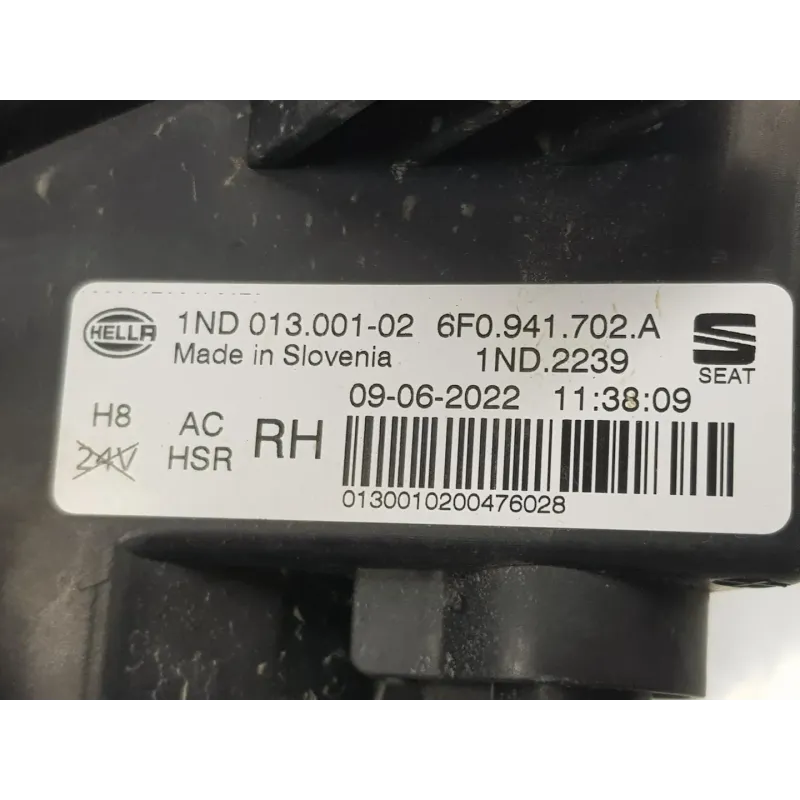 HELLA
1ND 013.001-02 6F0.941.702.A
Made in Slovenia 1ND.2239
SEAT
09-06-2022 11:38:09
H8 AC RH
24V HSR
0130010200476028